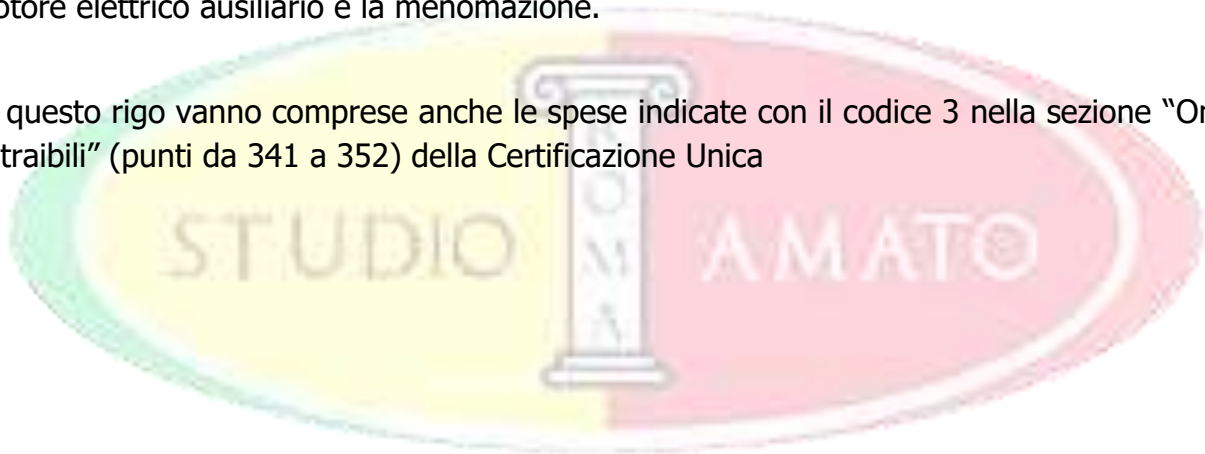 otore elettrico ausiliario e la menomazione.
questo rigo vanno comprese anche le spese indicate con il codice 3 nella sezione “On
traibili” (punti da 341 a 352) della Certificazione Unica
STUDIO ROMA AMATO